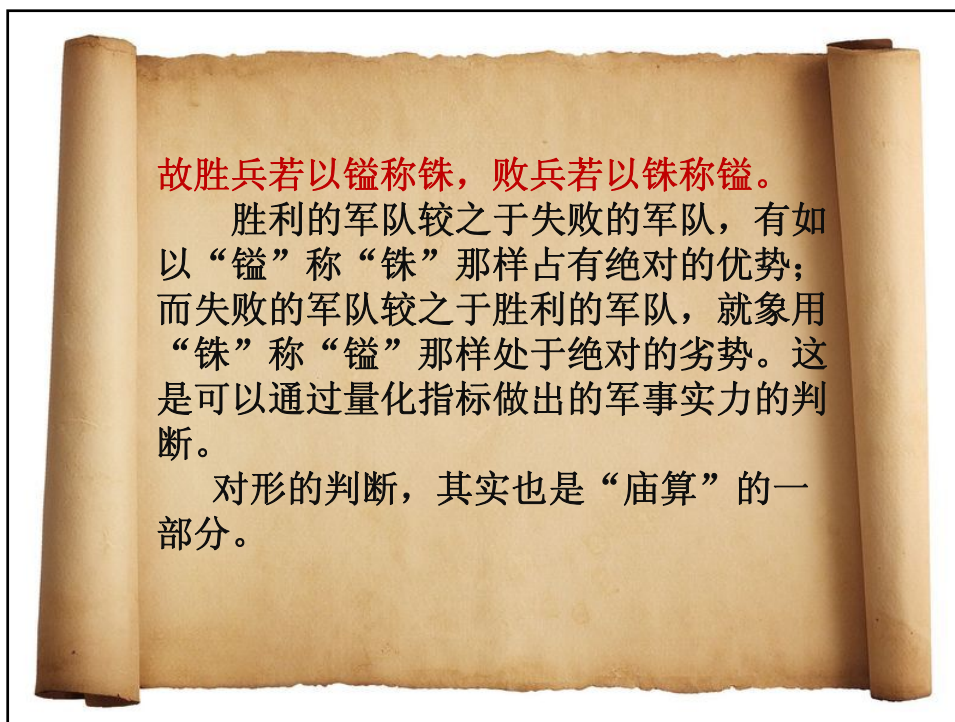 故胜兵若以镒称铢，败兵若以铢称镒。
胜利的军队较之于失败的军队，有如
以“镒”称“铢”那样占有绝对的优势；
而失败的军队较之于胜利的军队，就象用
“铢”称“镒”那样处于绝对的劣势。这
是可以通过量化指标做出的军事实力的判
断。
对形的判断，其实也是“庙算”的一
部分。